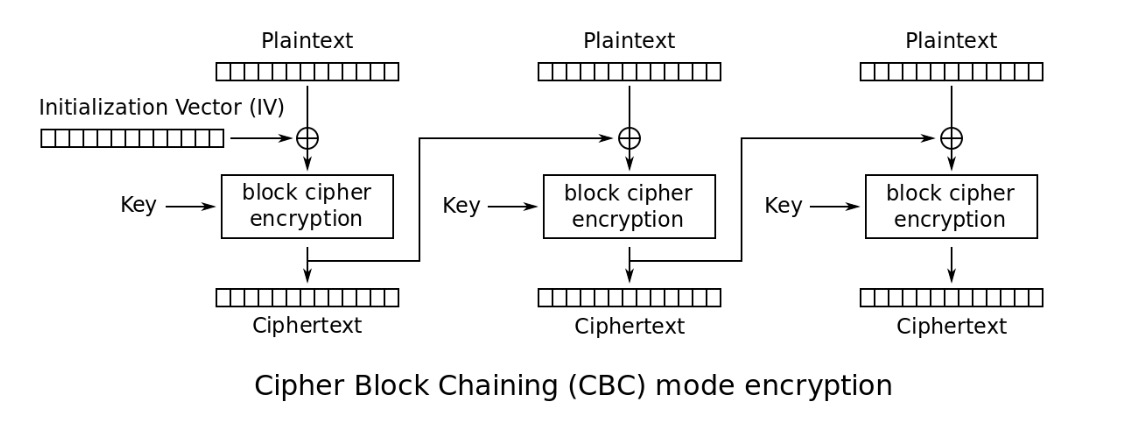 Plaintext
Plaintext
Plaintext
Initialization Vector (IV)
Key
block cipher
encryption
Key
block cipher
encryption
Key
block cipher
encryption
Ciphertext
Ciphertext
Ciphertext
Cipher Block Chaining (CBC) mode encryption